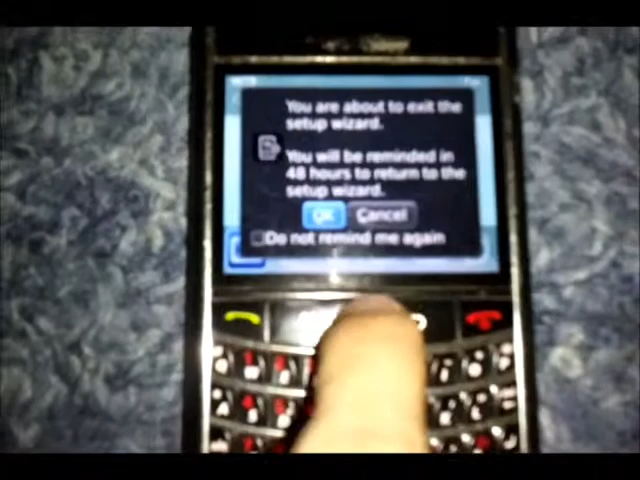 You are about to exit the
setup wizard.
You will be reminded in
48 hours to return to the
setup wizard.
OK Cancel
Do not remind me again